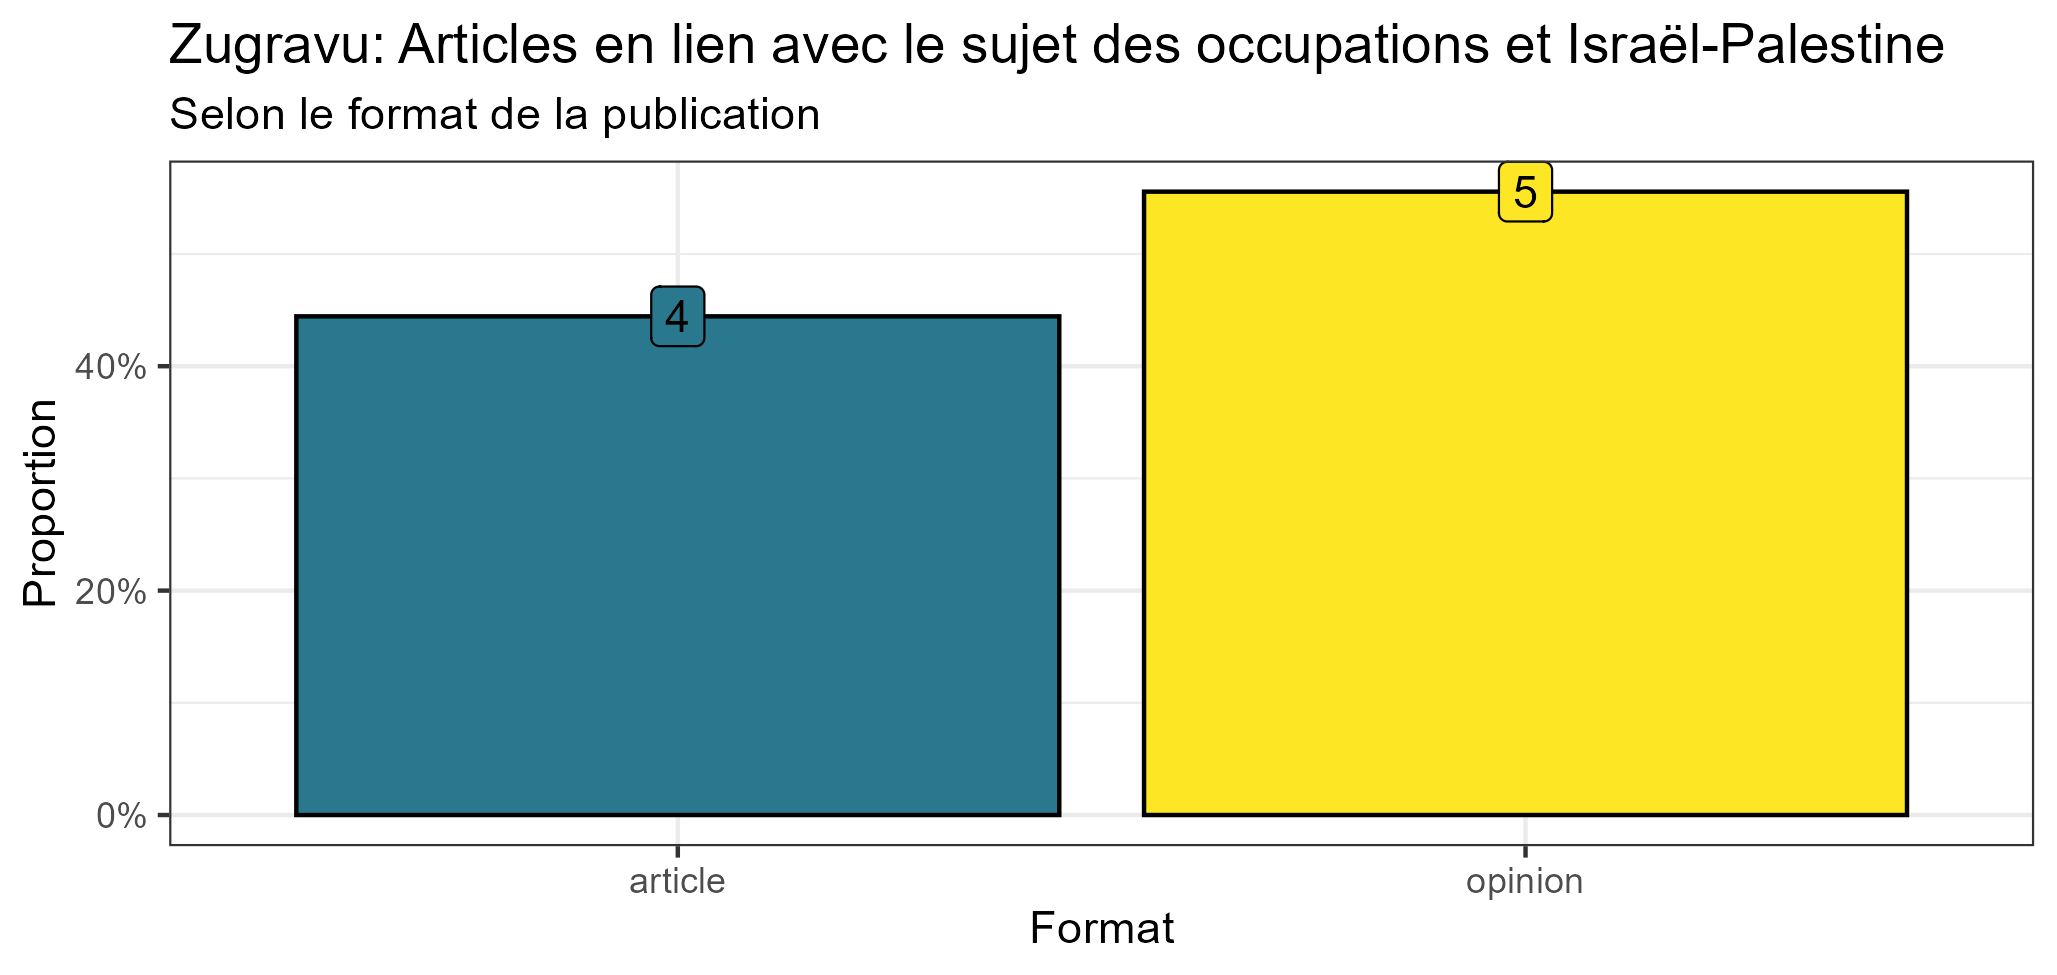 Zugravu: Articles en lien avec le sujet des occupations et Israël-Palestine
Selon le format de la publication
5
4
40%
20%
0%
Proportion
article
opinion
Format